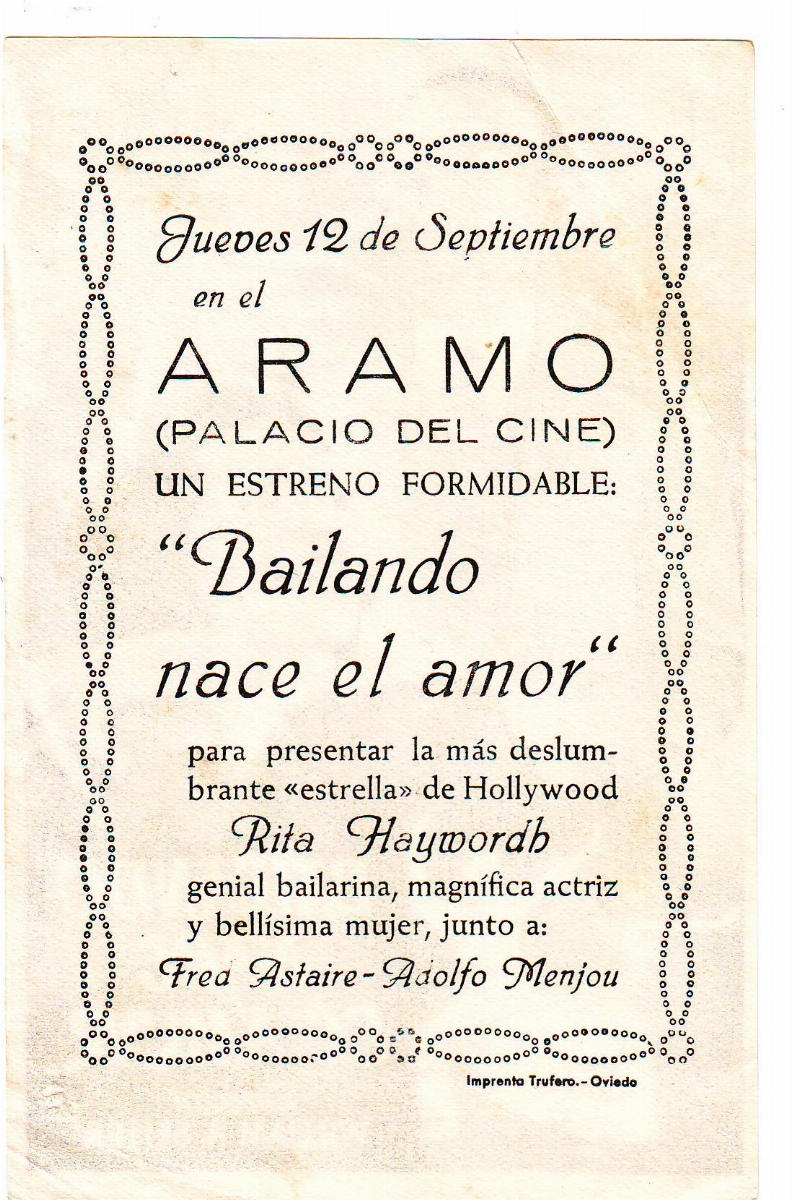 Jueves 12 de Septiembre
en el
ARAMO
(PALACIO DEL CINE)
UN ESTRENO FORMIDABLE:
“Bailando
nace el amor“
para presentar la más deslum-
brante «estrella» de Hollywood
Rita Haywordh
genial bailarina, magnífica actriz
y bellísima mujer, junto a:
Fred Astaire - Adolfo Menjou
Imprenta Trufero.- Oviedo